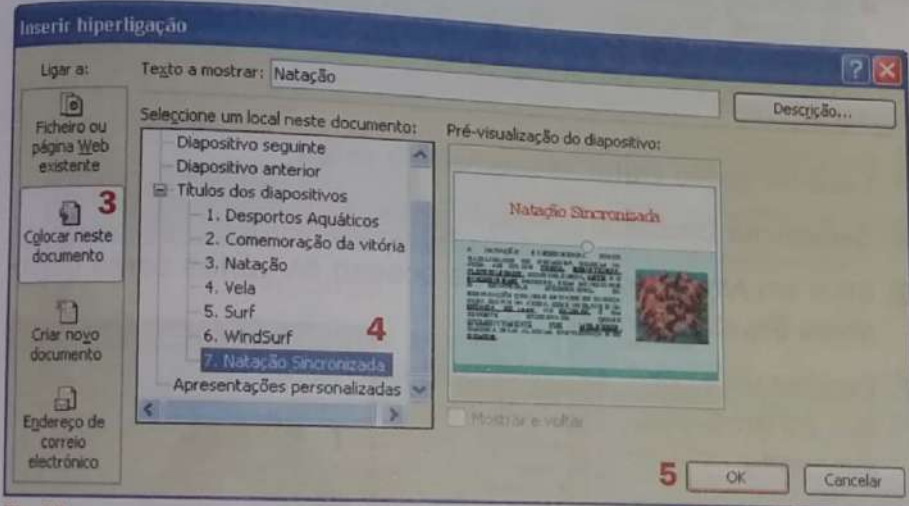 Inserir hiperligação
Ligar a:
Texto a mostrar: Natação
Descrição...
Ficheiro ou
página Web
existente
3
Colocar neste
documento
Criar novo
documento
Endereço de
correio
electrónico
Seleccione um local neste documento:
Diapositivo seguinte
Diapositivo anterior
Títulos dos diapositivos
1. Desportos Aquáticos
2. Comemoração da vitória
3. Natação
4. Vela
5. Surf
6. WindSurf
4
7. Natação Sincronizada
Apresentações personalizadas
Pré-visualização do diapositivo:
Natação Sincronizada
Mostrar e voltar
5
OK
Cancelar